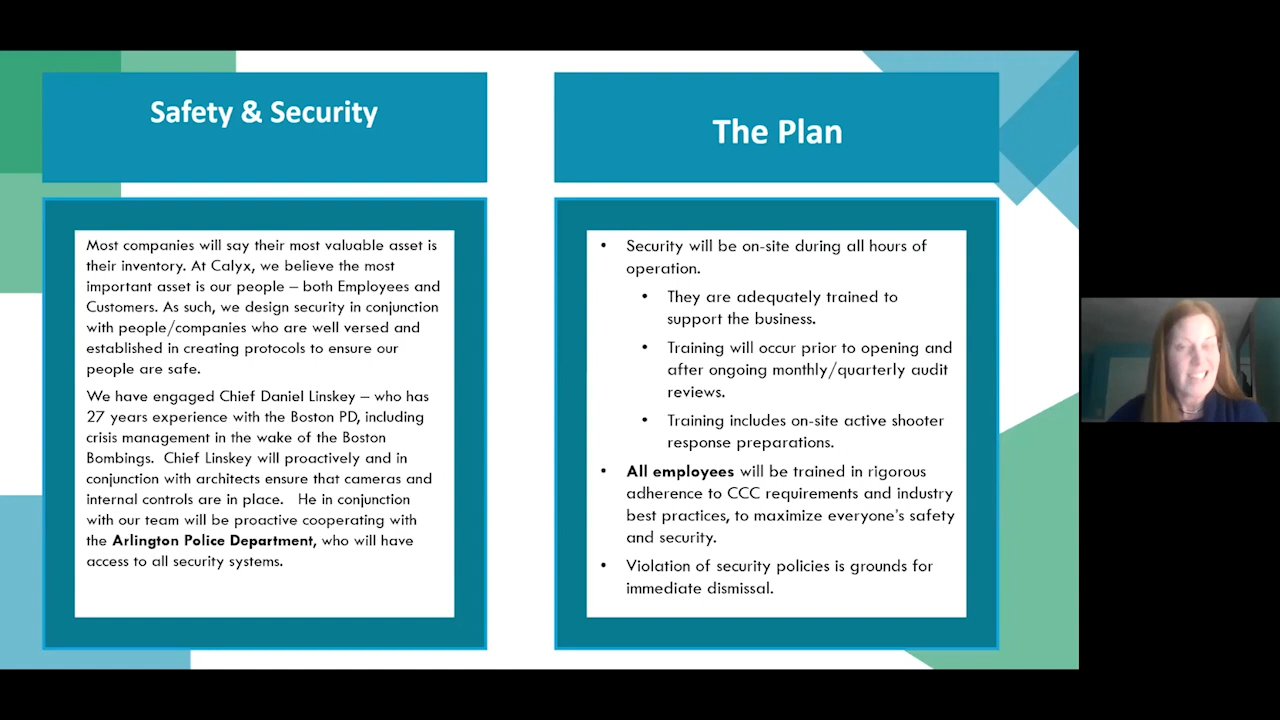 Safety & Security
Most companies will say their most valuable asset is
their inventory. At Calyx, we believe the most
important asset is our people – both Employees and
Customers. As such, we design security in conjunction
with people/companies who are well versed and
established in creating protocols to ensure our
people are safe.
We have engaged Chief Daniel Linskey – who has
27 years experience with the Boston PD, including
crisis management in the wake of the Boston
Bombings. Chief Linskey will proactively and in
conjunction with architects ensure that cameras and
internal controls are in place. He in conjunction
with our team will be proactive cooperating with
the Arlington Police Department, who will have
access to all security systems.
The Plan
• Security will be on-site during all hours of
operation.
• They are adequately trained to
support the business.
• Training will occur prior to opening and
after ongoing monthly/quarterly audit
reviews.
• Training includes on-site active shooter
response preparations.
• All employees will be trained in rigorous
adherence to CCC requirements and industry
best practices, to maximize everyone's safety
and security.
• Violation of security policies is grounds for
immediate dismissal.